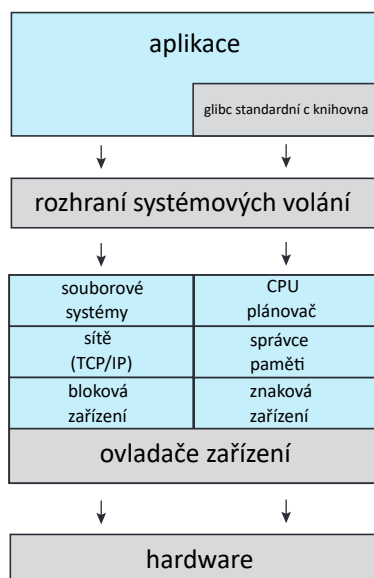 aplikace
glibc standardní c knihovna
rozhraní systémových volání
souborové
systémy
CPU
plánovač
sítě
(TCP/IP)
správce
paměti
bloková
zařízení
znaková
zařízení
ovladače zařízení
hardware